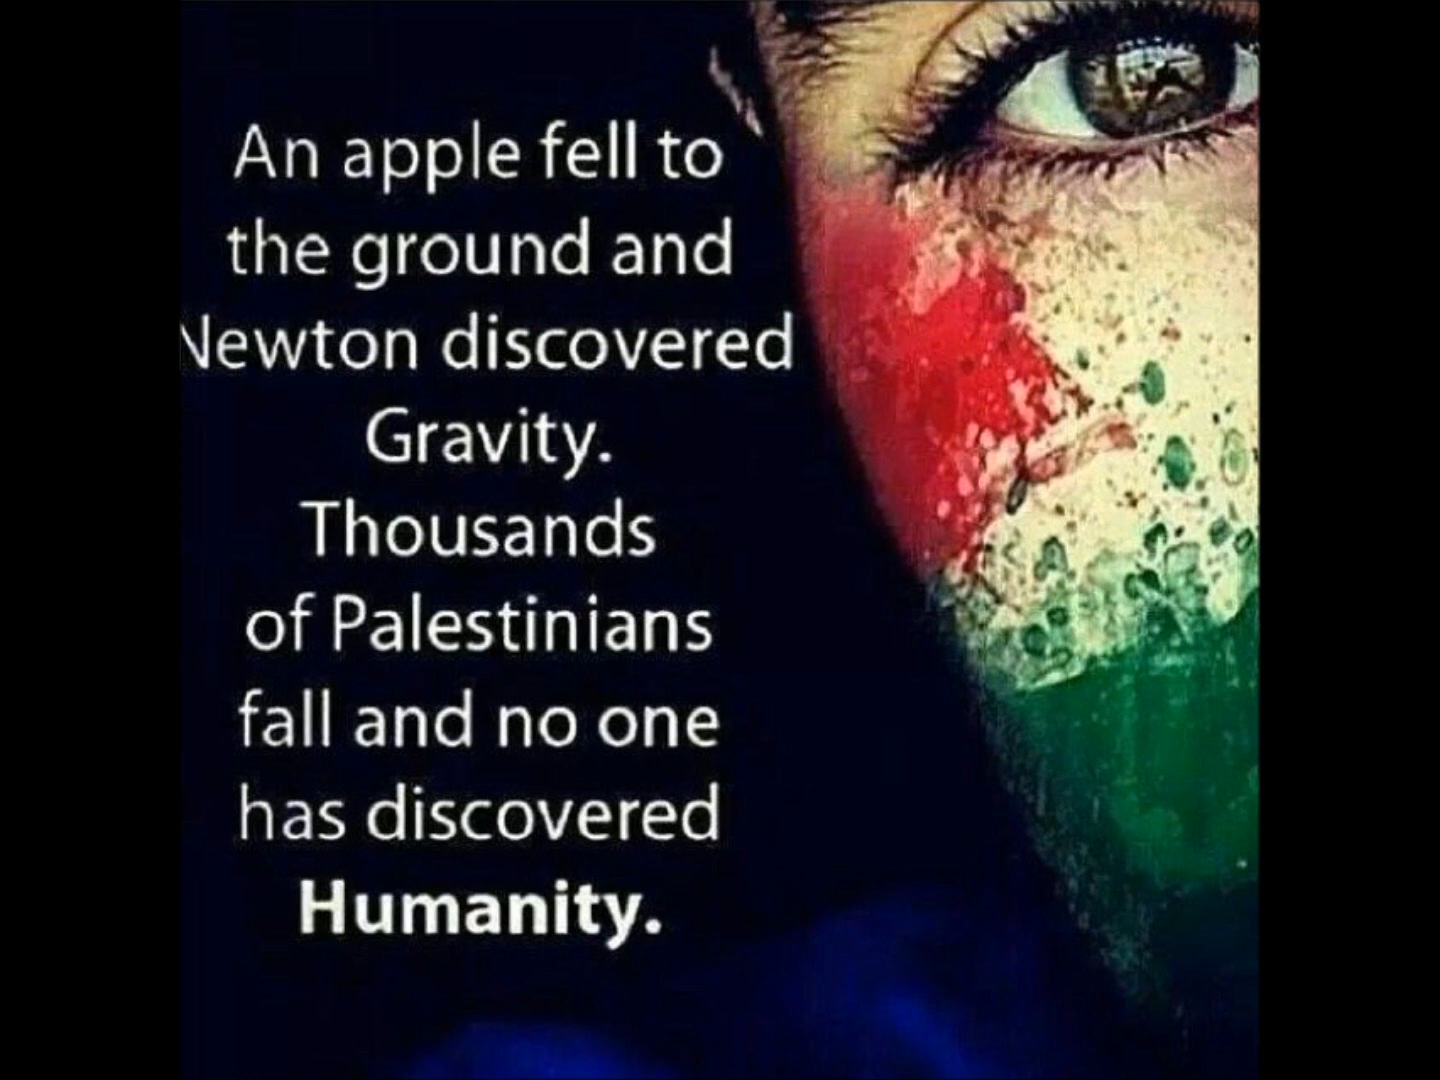 An apple fell to
the ground and
Newton discovered
Gravity.
Thousands
of Palestinians
fall and no one
has discovered
Humanity.